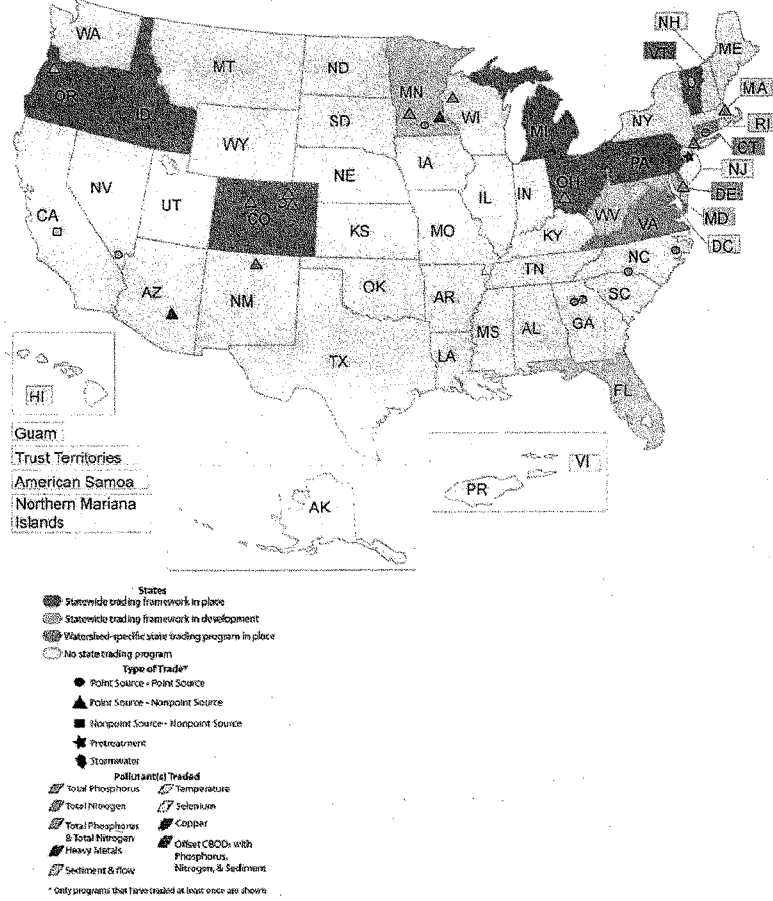 WA
OR
ID
MT
ND
SD
WY
MN
WI
MI
NH
VT
ME
MA
NY
RI
CT
NJ
PA
DE
MD
DC
OH
WV
VA
NV
UT
CA
CO
NE
IA
KS
MO
IL
IN
KY
AZ
NM
OK
AR
TN
NC
SC
MS
AL
GA
TX
LA
FL
HI
Guam
Trust Territories
American Samoa
Northern Mariana
Islands
AK
PR
VI
States
Statewide trading framework in place
Statewide trading framework in development
Watershed-specific state trading program in place
No state trading program
Type of Trade*
Point Source - Point Source
Point Source - Nonpoint Source
Nonpoint Source - Nonpoint Source
Pretreatment
Stormwater
Pollutant(s) Traded
Total Phosphorus
Total Nitrogen
Total Phosphorus
& Total Nitrogen
Heavy Metals
Sediment & flow
Temperature
Selenium
Copper
Offset CBODs with
Phosphorus,
Nitrogen, & Sediment
* Only programs that have traded at least once are shown